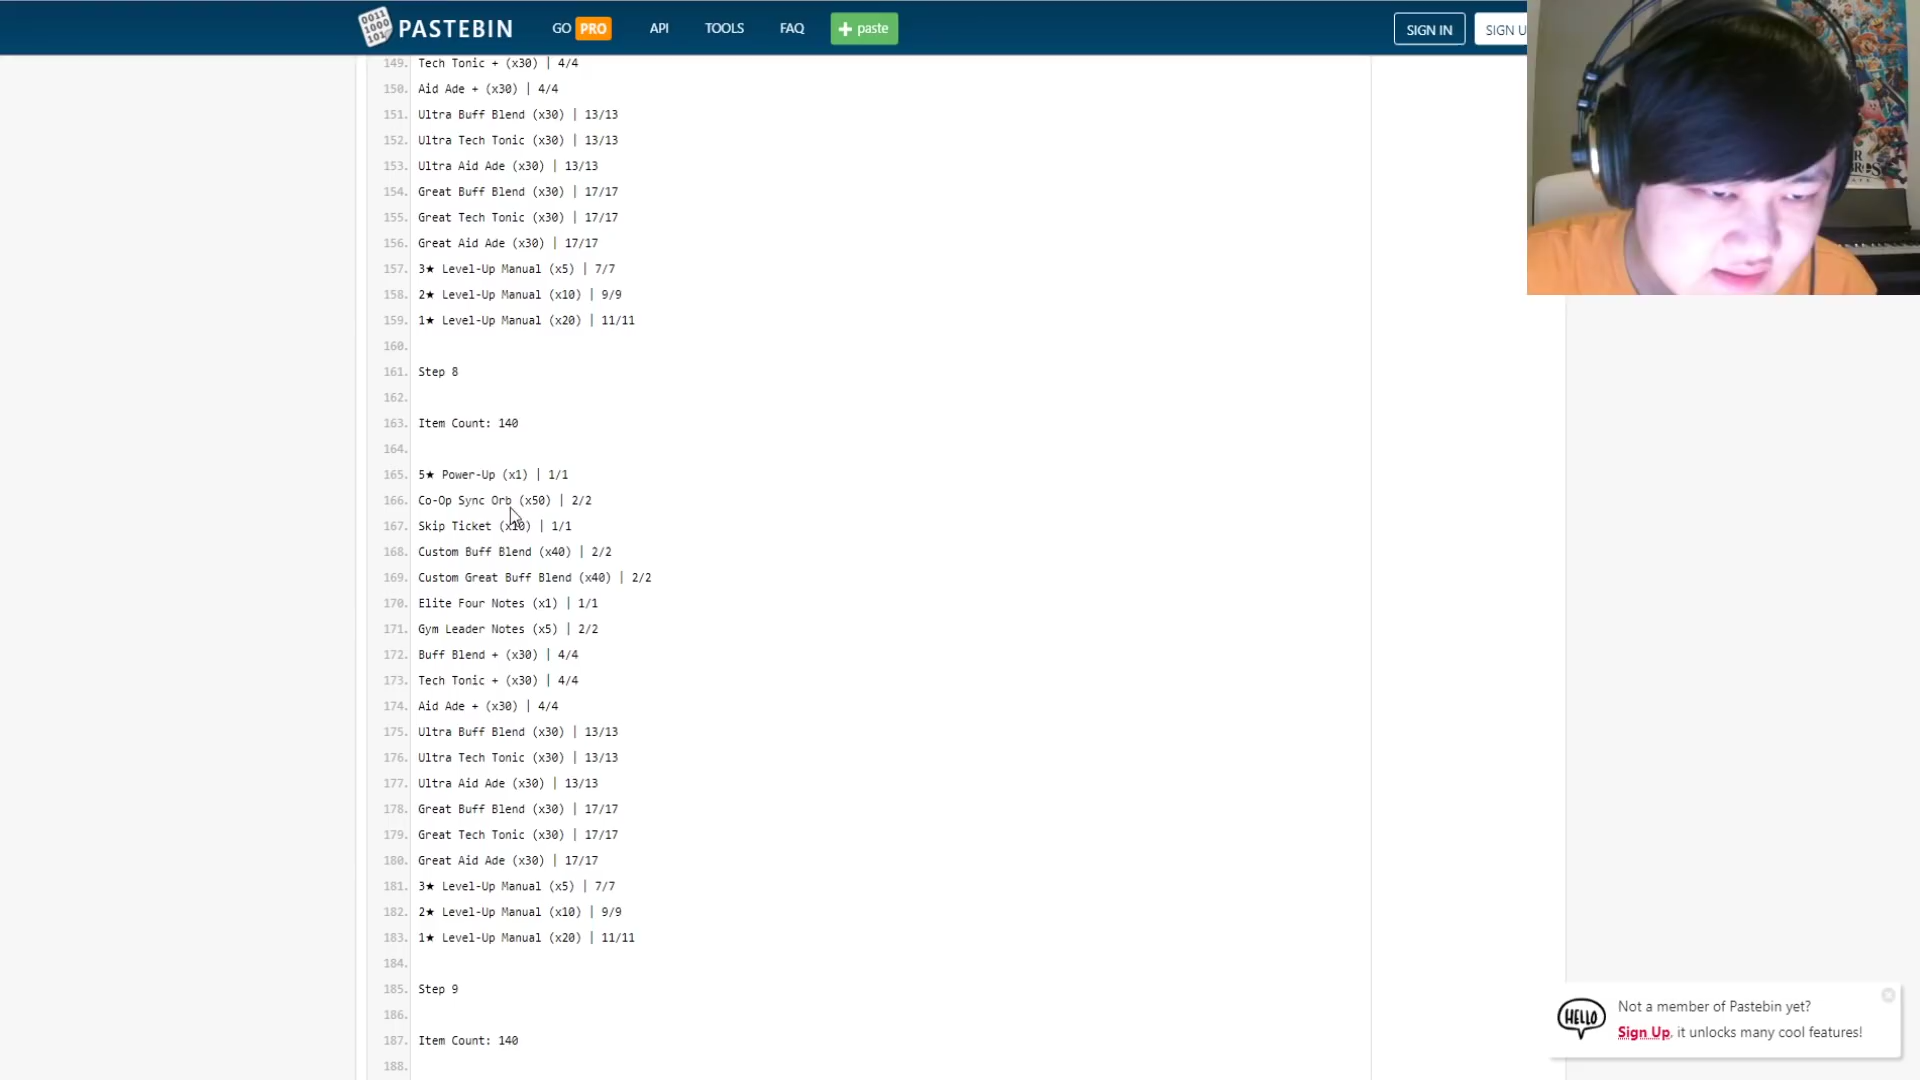 PASTEBIN GO PRO API TOOLS FAQ + paste SIGN IN SIGN U
149. Tech Tonic + (x30) | 4/4
150. Aid Ade + (x30) | 4/4
151. Ultra Buff Blend (x30) | 13/13
152. Ultra Tech Tonic (x30) | 13/13
153. Ultra Aid Ade (x30) | 13/13
154. Great Buff Blend (x30) | 17/17
155. Great Tech Tonic (x30) | 17/17
156. Great Aid Ade (x30) | 17/17
157. 3★ Level-Up Manual (x5) | 7/7
158. 2★ Level-Up Manual (x10) | 9/9
159. 1★ Level-Up Manual (x20) | 11/11
160.
161. Step 8
162.
163. Item Count: 140
164.
165. 5★ Power-Up (x1) | 1/1
166. Co-Op Sync Orb (x50) | 2/2
167. Skip Ticket (x10) | 1/1
168. Custom Buff Blend (x40) | 2/2
169. Custom Great Buff Blend (x40) | 2/2
170. Elite Four Notes (x1) | 1/1
171. Gym Leader Notes (x5) | 2/2
172. Buff Blend + (x30) | 4/4
173. Tech Tonic + (x30) | 4/4
174. Aid Ade + (x30) | 4/4
175. Ultra Buff Blend (x30) | 13/13
176. Ultra Tech Tonic (x30) | 13/13
177. Ultra Aid Ade (x30) | 13/13
178. Great Buff Blend (x30) | 17/17
179. Great Tech Tonic (x30) | 17/17
180. Great Aid Ade (x30) | 17/17
181. 3★ Level-Up Manual (x5) | 7/7
182. 2★ Level-Up Manual (x10) | 9/9
183. 1★ Level-Up Manual (x20) | 11/11
184.
185. Step 9
186.
187. Item Count: 140
188.
HELLO
Not a member of Pastebin yet?
Sign Up, it unlocks many cool features!